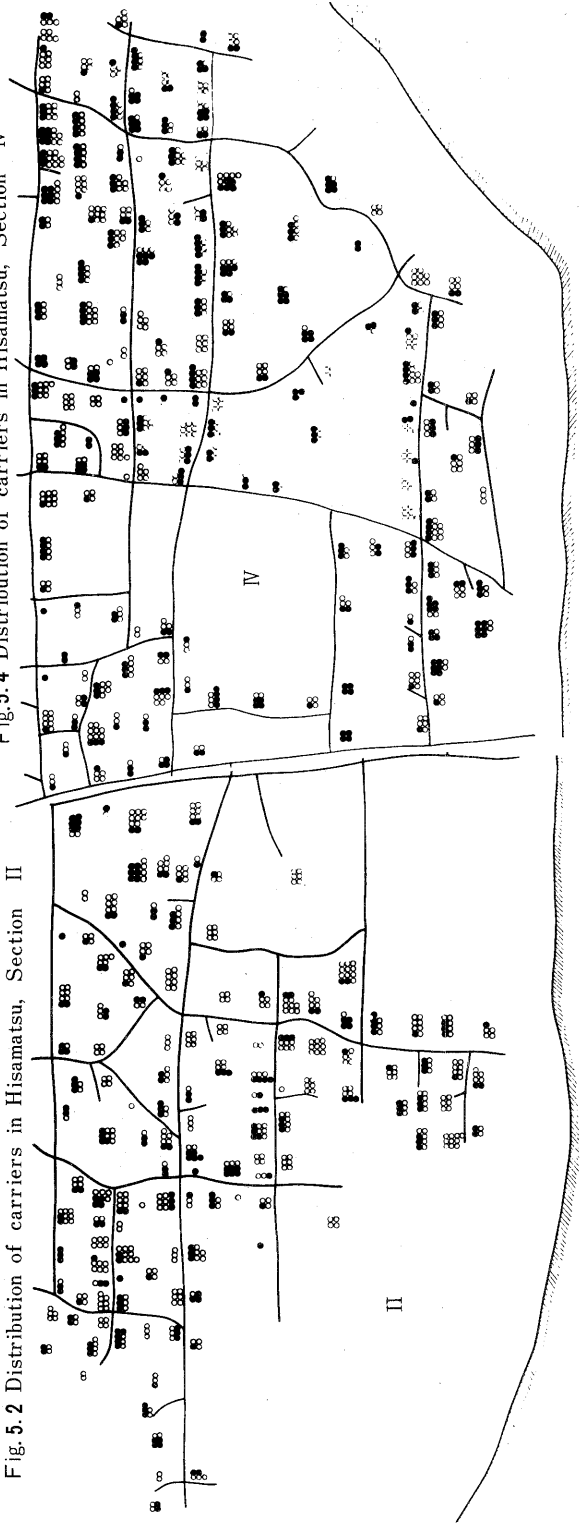 Fig. 5.4 Distribution of carriers in Hisamatsu, Section IV
IV
Fig. 5.2 Distribution of carriers in Hisamatsu, Section II
II